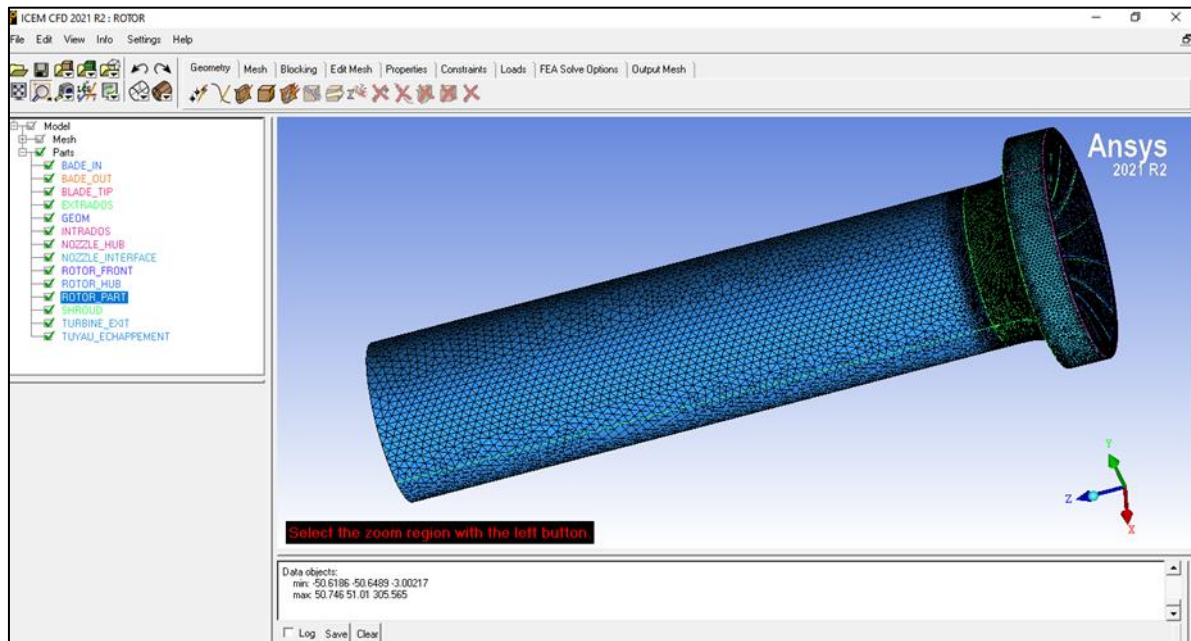 ICEM CFD 2021 R2 : ROTOR
File Edit View Info Settings Help
Geometry Mesh Blocking Edit Mesh Properties Constraints Loads FEA Solve Options Output Mesh
Model
Mesh
Parts
BADE_IN
BADE_OUT
BLADE_TIP
EXTRADOS
GEOM
INTRADOS
NOZZLE_HUB
NOZZLE_INTERFACE
ROTOR_FRONT
ROTOR_HUB
ROTOR_PART
SHROUD
TURBINE_EXIT
TUYAU_ECHAPPEMENT
Ansys
2021 R2
Y
Z
X
Select the zoom region with the left button.
Data objects:
min: -50.6186 -50.6489 -3.00217
max: 50.746 51.01 305.565
Log Save Clear